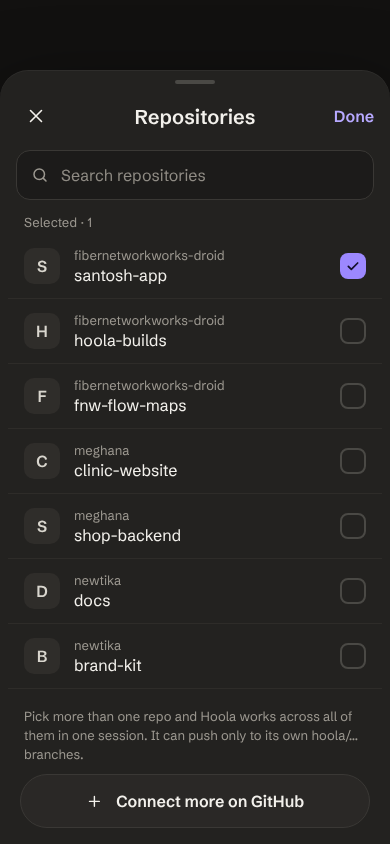 Repositories
Done
Search repositories
Selected · 1
S
fibernetworkworks-droid
santosh-app
H
fibernetworkworks-droid
hoola-builds
F
fibernetworkworks-droid
fnw-flow-maps
C
meghana
clinic-website
S
meghana
shop-backend
D
newtika
docs
B
newtika
brand-kit
Pick more than one repo and Hoola works across all of
them in one session. It can push only to its own hoola/…
branches.
Connect more on GitHub